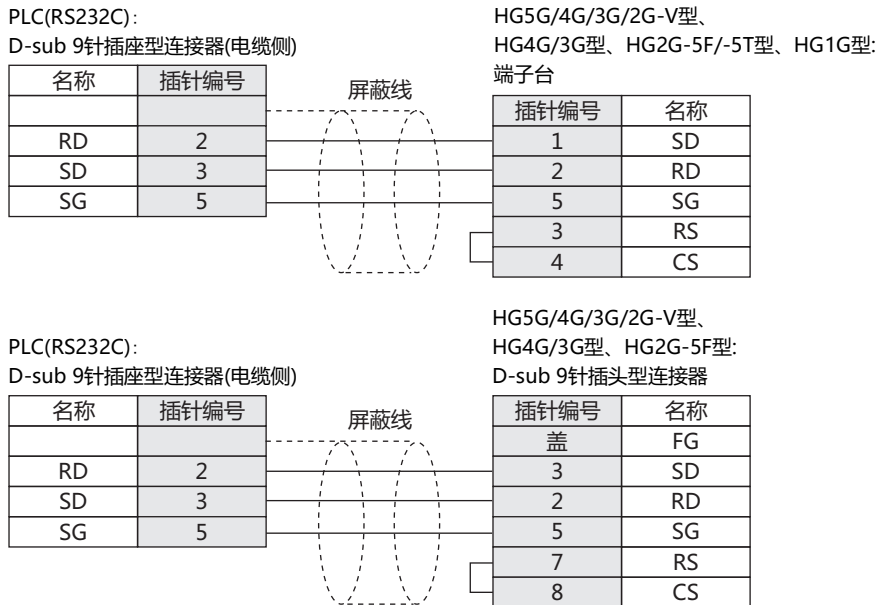 PLC(RS232C)：
D-sub 9针插座型连接器(电缆侧)
名称 插针编号
RD 2
SD 3
SG 5
屏蔽线
HG5G/4G/3G/2G-V型、
HG4G/3G型、HG2G-5F/-5T型、HG1G型:
端子台
插针编号 名称
1 SD
2 RD
5 SG
3 RS
4 CS
PLC(RS232C)：
D-sub 9针插座型连接器(电缆侧)
名称 插针编号
RD 2
SD 3
SG 5
屏蔽线
HG5G/4G/3G/2G-V型、
HG4G/3G型、HG2G-5F型:
D-sub 9针插头型连接器
插针编号 名称
盖 FG
3 SD
2 RD
5 SG
7 RS
8 CS